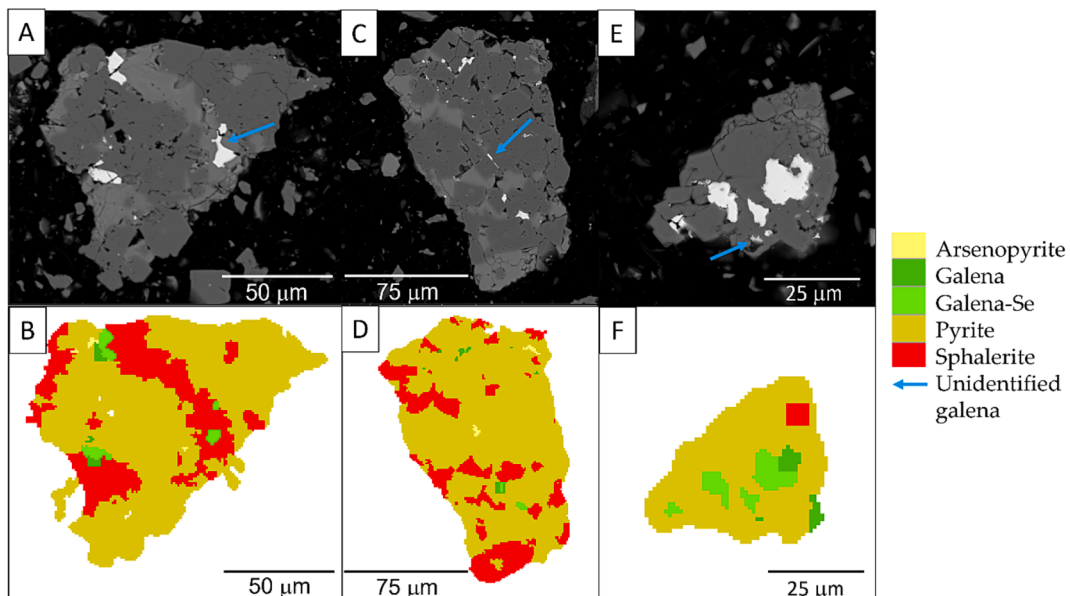 A
C
E
50 μm
75 μm
25 μm
B
D
F
50 μm
75 μm
25 μm
Arsenopyrite
Galena
Galena-Se
Pyrite
Sphalerite
Unidentified
galena